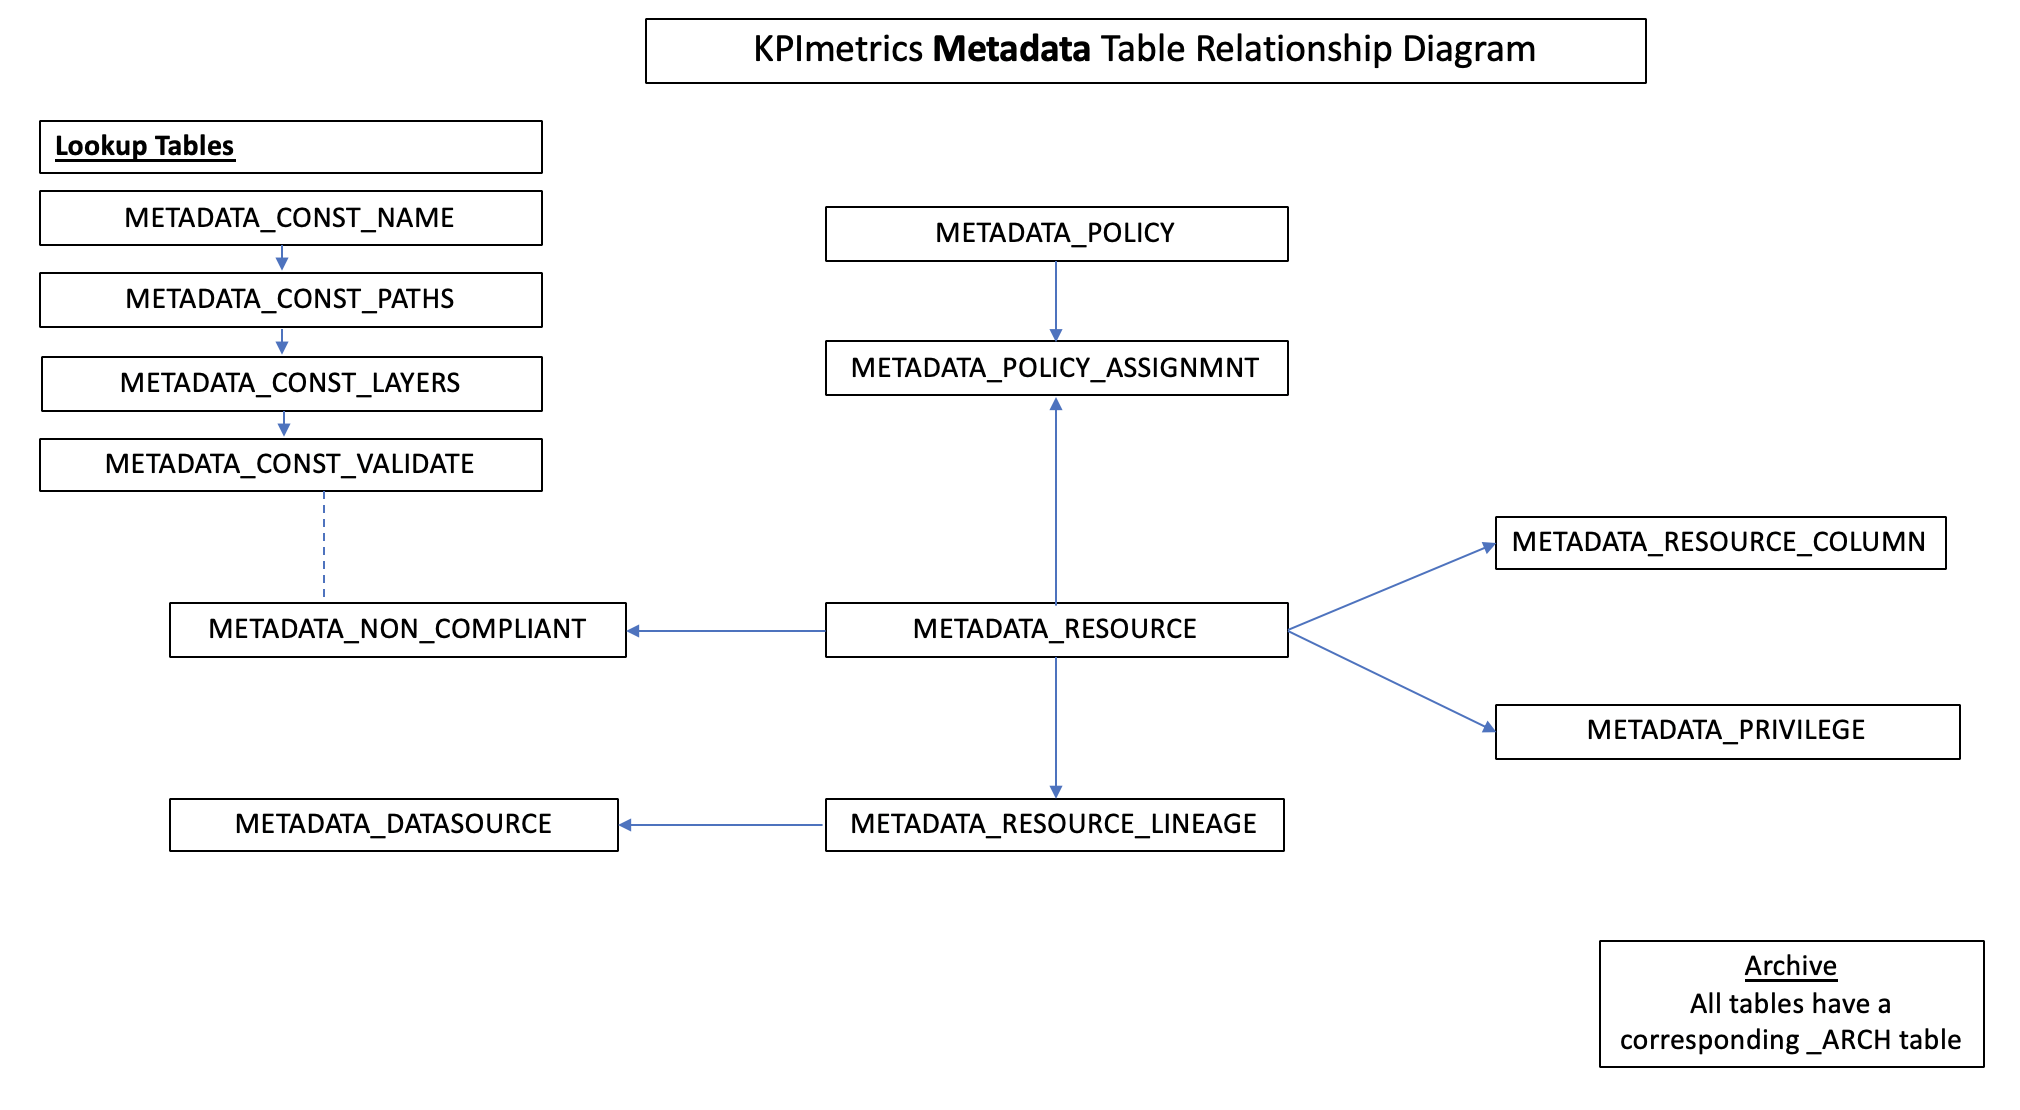 KPImetrics Metadata Table Relationship Diagram
Lookup Tables
METADATA_CONST_NAME
METADATA_CONST_PATHS
METADATA_CONST_LAYERS
METADATA_CONST_VALIDATE
METADATA_POLICY
METADATA_POLICY_ASSIGNMNT
METADATA_RESOURCE_COLUMN
METADATA_NON_COMPLIANT
METADATA_RESOURCE
METADATA_PRIVILEGE
METADATA_DATASOURCE
METADATA_RESOURCE_LINEAGE
Archive
All tables have a
corresponding _ARCH table